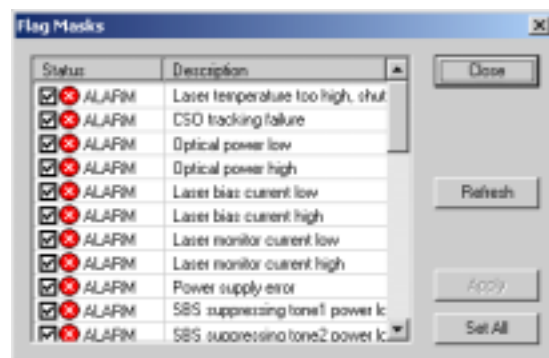 Flag Masks
Status Description
Close
ALARM Laser temperature too high, shut
ALARM CSO tracking failure
ALARM Optical power low
ALARM Optical power high
ALARM Laser bias current low
Refresh
ALARM Laser bias current high
ALARM Laser monitor current low
ALARM Laser monitor current high
ALARM Power supply error
Apply
ALARM SBS suppressing tone1 power lo
ALARM SBS suppressing tone2 power lo
Set All